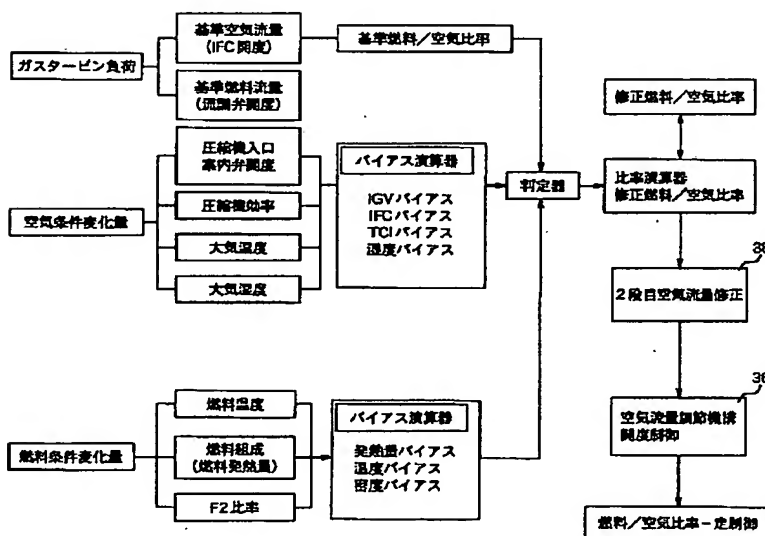 ガスタービン負荷
基準空気流量
(IFC開度)
基準燃料流量
(流調弁開度)
基準燃料/空気比率
空気条件変化量
圧縮機入口
案内弁開度
圧縮機効率
大気温度
大気湿度
バイアス演算器
IGVバイアス
IFCバイアス
TCIバイアス
湿度バイアス
判定器
修正燃料/空気比率
比率演算器
修正燃料/空気比率
38
2段目空気流量修正
36
空気流量調節機構
開度制御
燃料/空気比率一定制御
燃料条件変化量
燃料温度
燃料組成
(燃料発熱量)
F2比率
バイアス演算器
発熱量バイアス
温度バイアス
密度バイアス